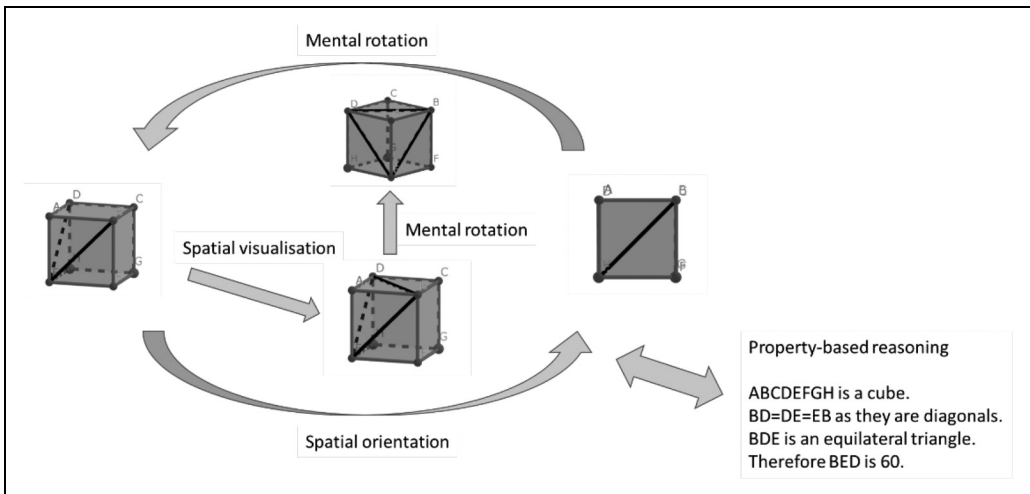 Mental rotation
C
D
B
H
F
D
C
A
G
Spatial visualisation
Mental rotation
D
C
A
G
A
B
Spatial orientation
Property-based reasoning
ABCDEFGH is a cube.
BD=DE=EB as they are diagonals.
BDE is an equilateral triangle.
Therefore BED is 60.